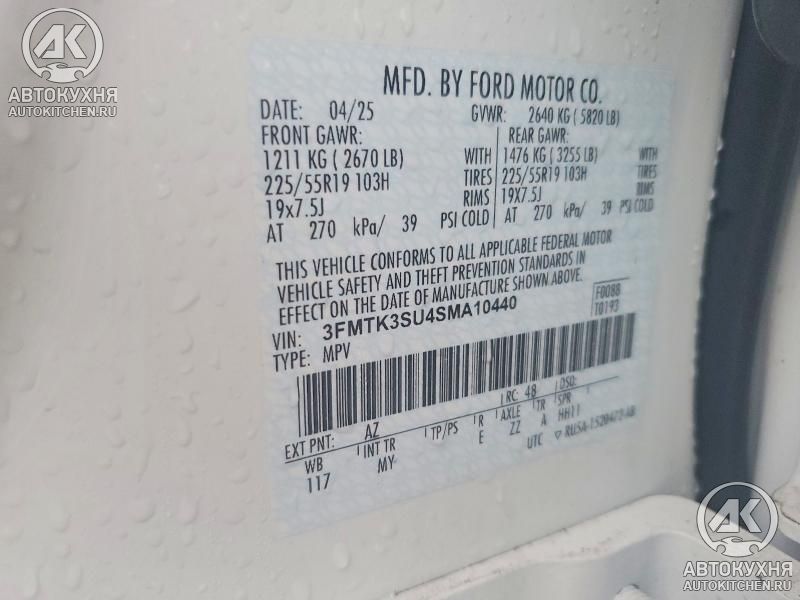 AK
АВТОКУХНЯ
AUTOKITCHEN.RU
MFD. BY FORD MOTOR CO.
DATE: 04/25 GVWR: 2640 KG ( 5820 LB)
FRONT GAWR: REAR GAWR:
1211 KG ( 2670 LB) WITH 1476 KG ( 3255 LB) WITH
225/55R19 103H TIRES 225/55R19 103H TIRES
19x7.5J RIMS 19X7.5J RIMS
AT 270 kPa/ 39 PSI COLD AT 270 kPa/ 39 PSI COLD
THIS VEHICLE CONFORMS TO ALL APPLICABLE FEDERAL MOTOR
VEHICLE SAFETY AND THEFT PREVENTION STANDARDS IN
EFFECT ON THE DATE OF MANUFACTURE SHOWN ABOVE.
F0088
VIN: 3FMTK3SU4SMA10440 T0193
TYPE: MPV
RC: 48 DSO:
EXT PNT: AZ
WB INT TR TP/PS R AXLE TR SPR
117 MY E ZZ A HH11
UTC
AK
АВТОКУХНЯ
AUTOKITCHEN.RU